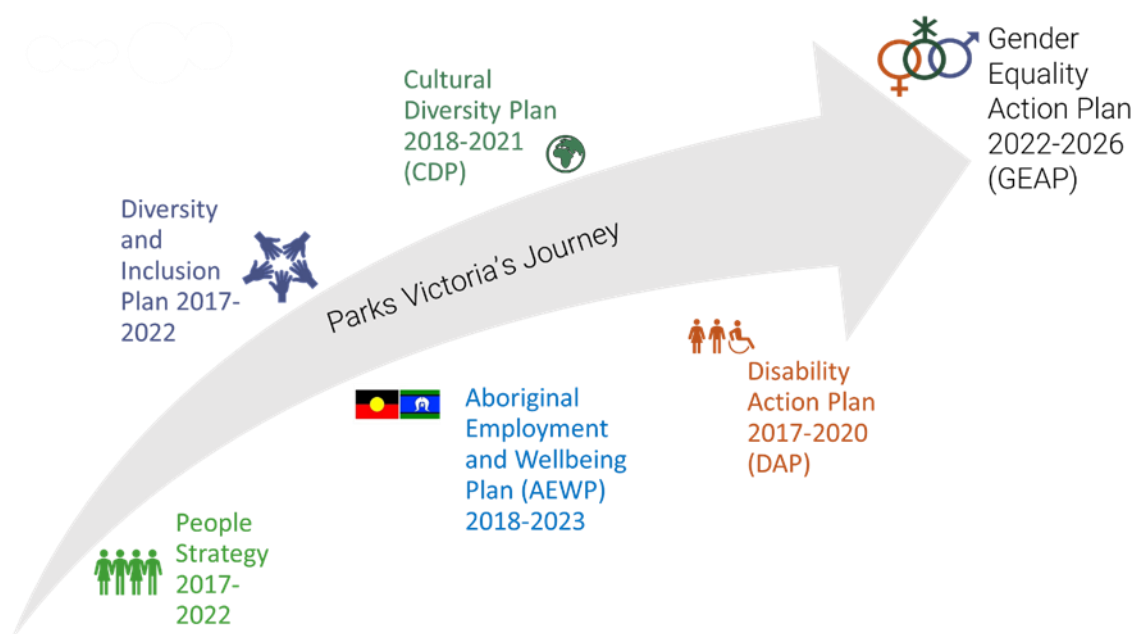 Gender
Equality
Action Plan
2022-2026
(GEAP)
Cultural
Diversity Plan
2018-2021
(CDP)
Diversity
and
Inclusion
Plan 2017-
2022
Parks Victoria's Journey
Disability
Action Plan
2017-2020
(DAP)
Aboriginal
Employment
and Wellbeing
Plan (AEWP)
2018-2023
People
Strategy
2017-
2022